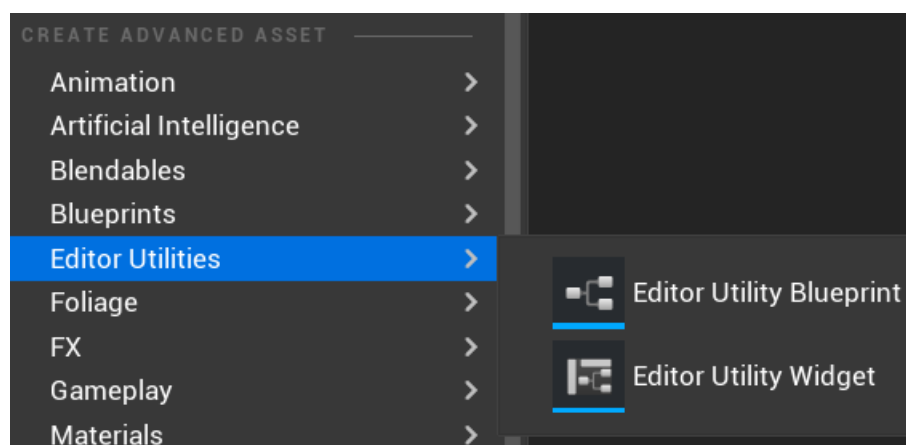 CREATE ADVANCED ASSET
Animation
Artificial Intelligence
Blendables
Blueprints
Editor Utilities
Foliage
FX
Gameplay
Materials
Editor Utility Blueprint
Editor Utility Widget